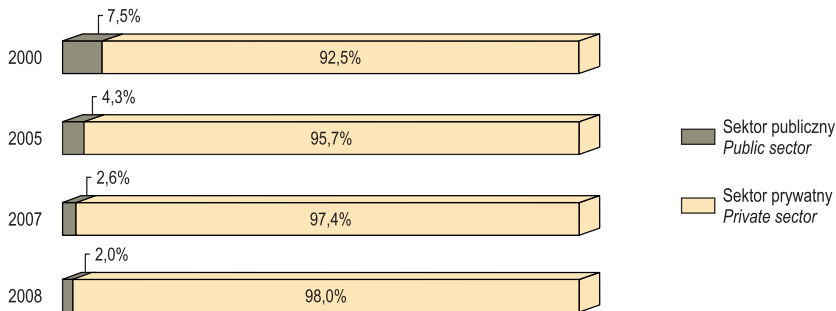 7,5%
2000 92,5%
4,3%
2005 95,7%
Sektor publiczny
Public sector
2,6%
Sektor prywatny
Private sector
2007 97,4%
2,0%
2008 98,0%